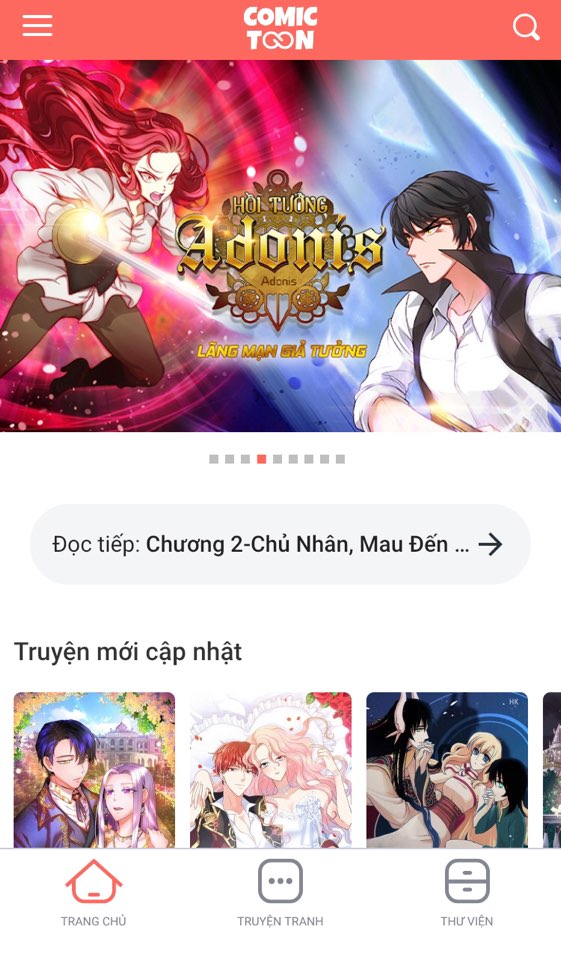 COMIC
TOON
HỒI TƯỞNG
Adonis
Adonis
LÃNG MẠN GIẢ TƯỞNG
Đọc tiếp: Chương 2-Chủ Nhân, Mau Đến ...
Truyện mới cập nhật
HK
TRANG CHỦ
TRUYỆN TRANH
THƯ VIỆN